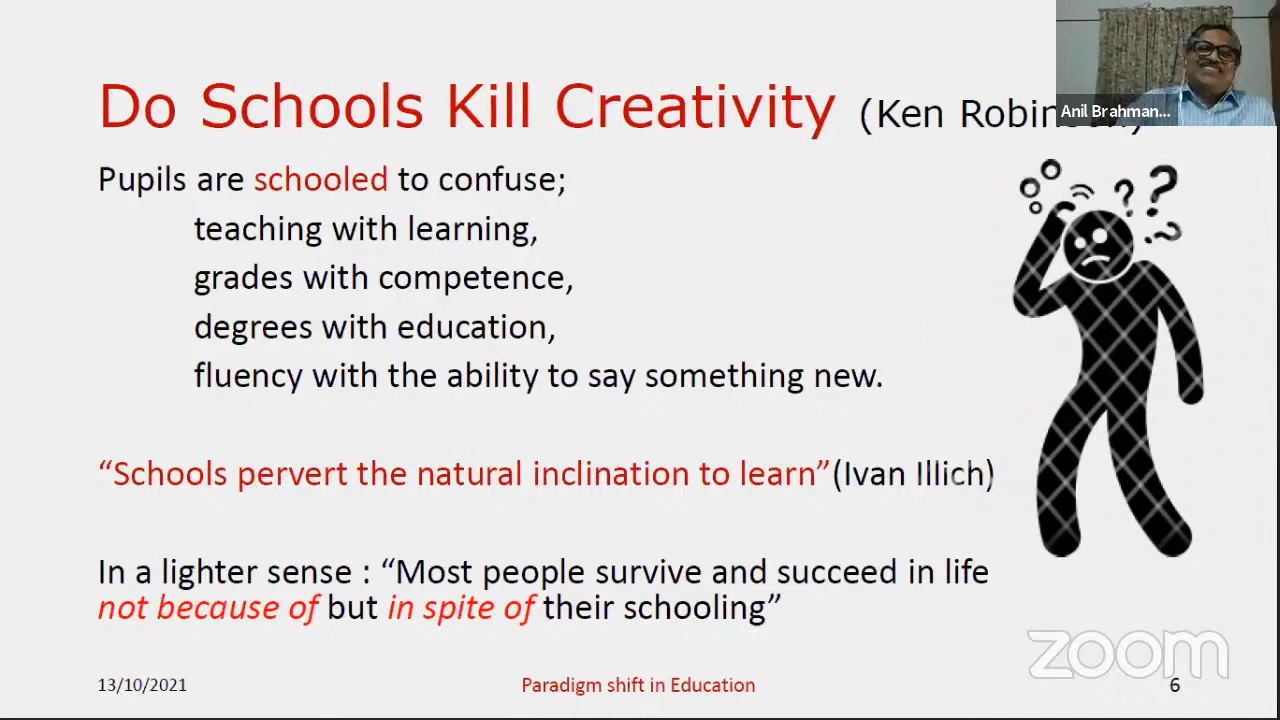 Do Schools Kill Creativity (Ken Robin
Anil Brahman...
Pupils are schooled to confuse;
teaching with learning,
grades with competence,
degrees with education,
fluency with the ability to say something new.
“Schools pervert the natural inclination to learn”(Ivan Illich)
In a lighter sense : “Most people survive and succeed in life
not because of but in spite of their schooling”
zoom
13/10/2021
Paradigm shift in Education
6